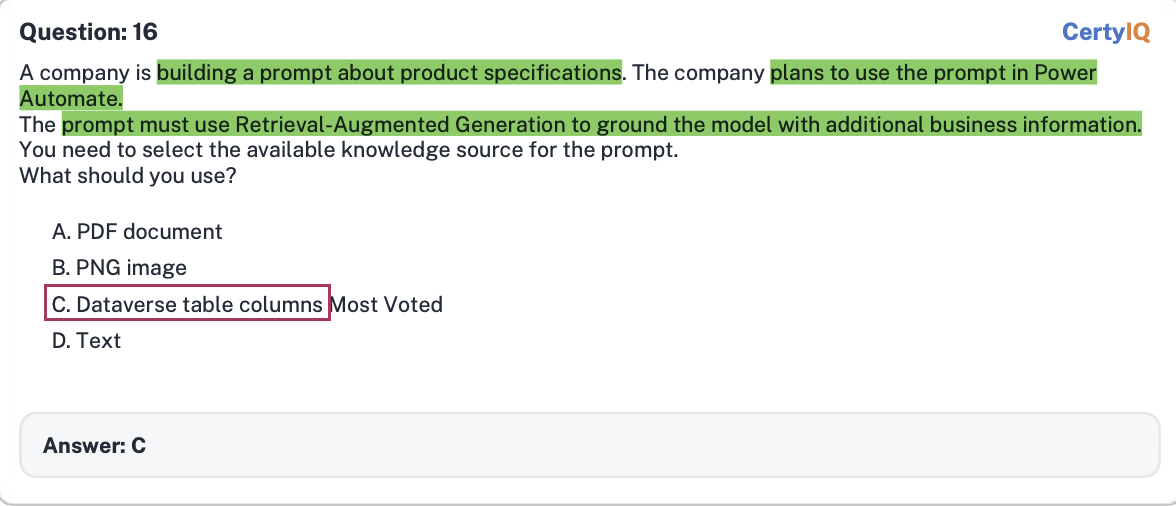 Question: 16
CertyIQ
A company is building a prompt about product specifications. The company plans to use the prompt in Power
Automate.
The prompt must use Retrieval-Augmented Generation to ground the model with additional business information.
You need to select the available knowledge source for the prompt.
What should you use?
A. PDF document
B. PNG image
C. Dataverse table columns Most Voted
D. Text
Answer: C